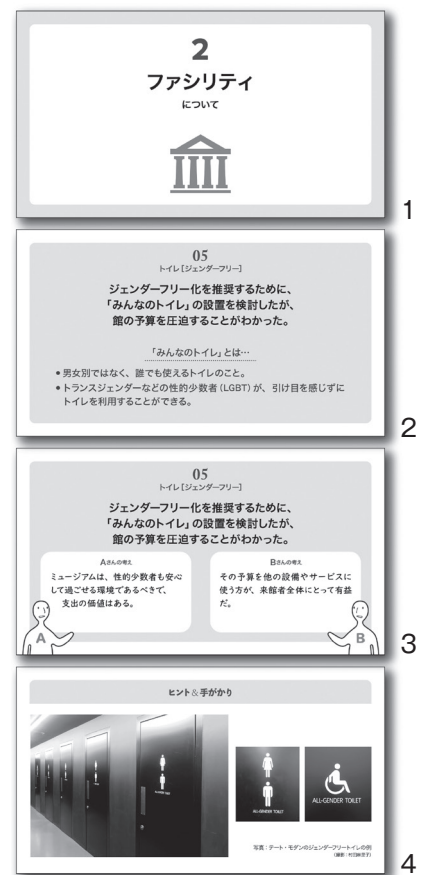 2
ファシリティ
について
1
05
トイレ[ジェンダーフリー]
ジェンダーフリー化を推奨するために、
「みんなのトイレ」の設置を検討したが、
館の予算を圧迫することがわかった。
「みんなのトイレ」とは…
●男女別ではなく、誰でも使えるトイレのこと。
●トランスジェンダーなどの性的少数者(LGBT)が、引け目を感じずに
トイレを利用することができる。
2
05
トイレ[ジェンダーフリー]
ジェンダーフリー化を推奨するために、
「みんなのトイレ」の設置を検討したが、
館の予算を圧迫することがわかった。
Aさんの考え
ミュージアムは、性的少数者も安心
して過ごせる環境であるべきで、
支出の価値はある。
A
Bさんの考え
その予算を他の設備やサービスに
使う方が、来館者全体にとって有益
だ。
B
3
ヒント&手がかり
ALL-GENDER TOILET
ALL-GENDER TOILET
写真:テート・モダンのジェンダーフリートイレの例
4